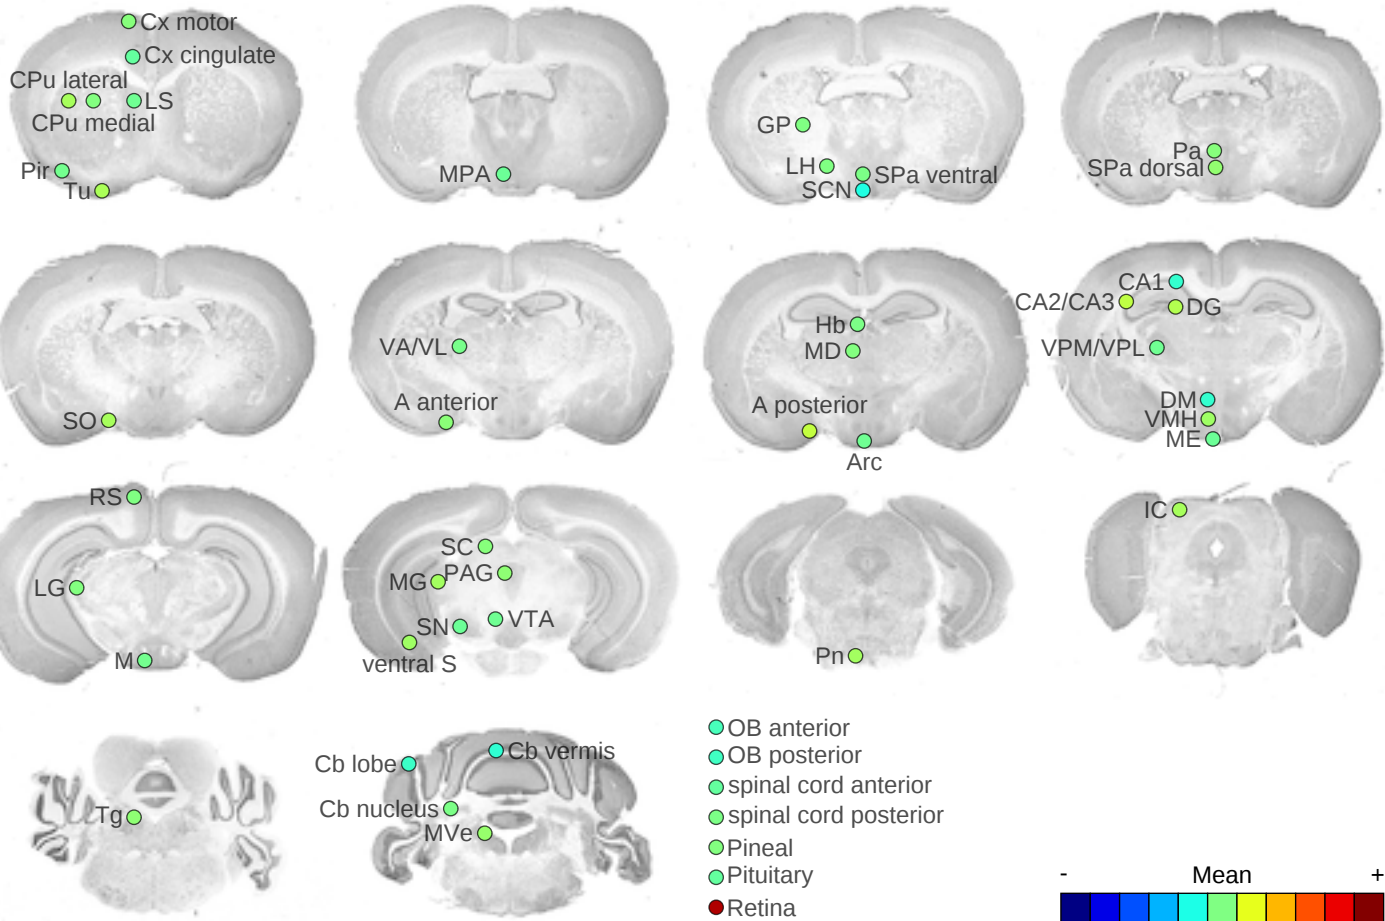 Cx motor
Cx cingulate
CPu lateral
LS
CPu medial
Pir
Tu
MPA
GP
LH
SPa ventral
SCN
Pa
SPa dorsal
SO
VA/VL
A anterior
Hb
MD
A posterior
Arc
CA1
CA2/CA3
DG
VPM/VPL
DM
VMH
ME
RS
LG
M
SC
MG
PAG
SN
VTA
ventral S
Pn
IC
Tg
Cb lobe
Cb vermis
Cb nucleus
MVe
OB anterior
OB posterior
spinal cord anterior
spinal cord posterior
Pineal
Pituitary
Retina
- Mean +